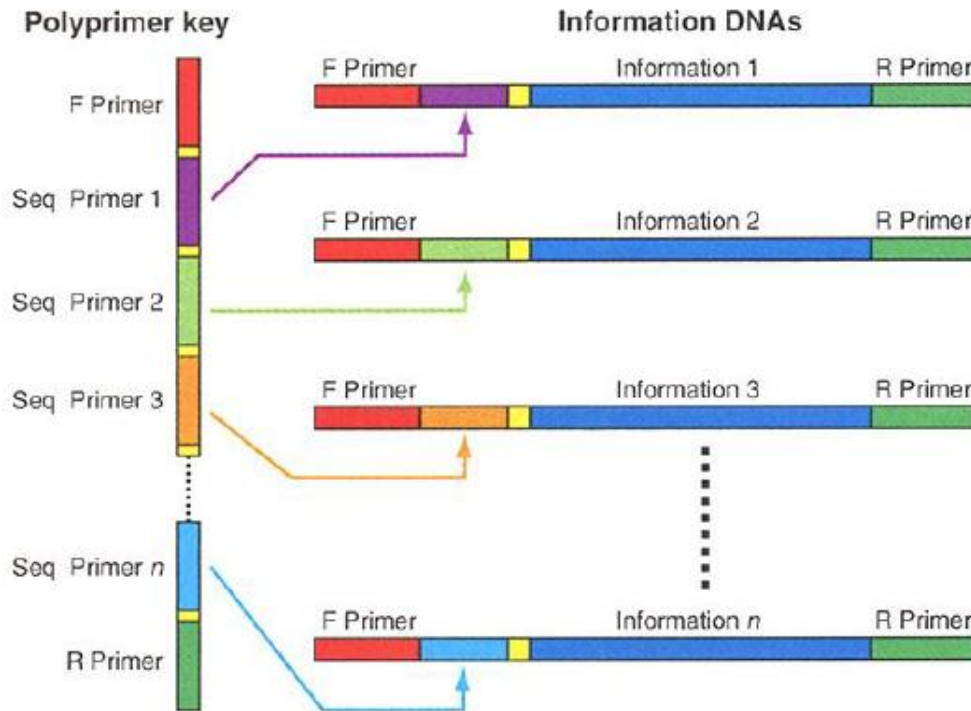 Polyprimer key
Information DNAs
F Primer
F Primer Information 1 R Primer
Seq Primer 1
F Primer Information 2 R Primer
Seq Primer 2
F Primer Information 3 R Primer
Seq Primer 3
Seq Primer n
F Primer Information n R Primer
R Primer